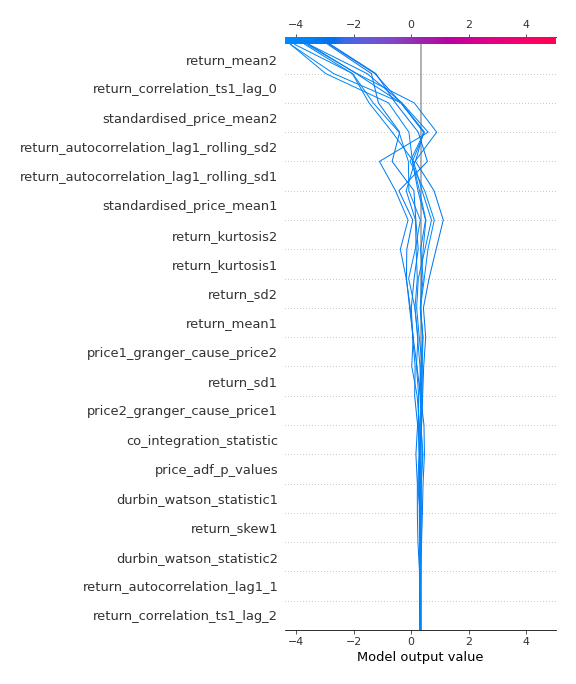 −4 −2 0 2 4
return_mean2
return_correlation_ts1_lag_0
standardised_price_mean2
return_autocorrelation_lag1_rolling_sd2
return_autocorrelation_lag1_rolling_sd1
standardised_price_mean1
return_kurtosis2
return_kurtosis1
return_sd2
return_mean1
price1_granger_cause_price2
return_sd1
price2_granger_cause_price1
co_integration_statistic
price_adf_p_values
durbin_watson_statistic1
return_skew1
durbin_watson_statistic2
return_autocorrelation_lag1_1
return_correlation_ts1_lag_2
−4 −2 0 2 4
Model output value